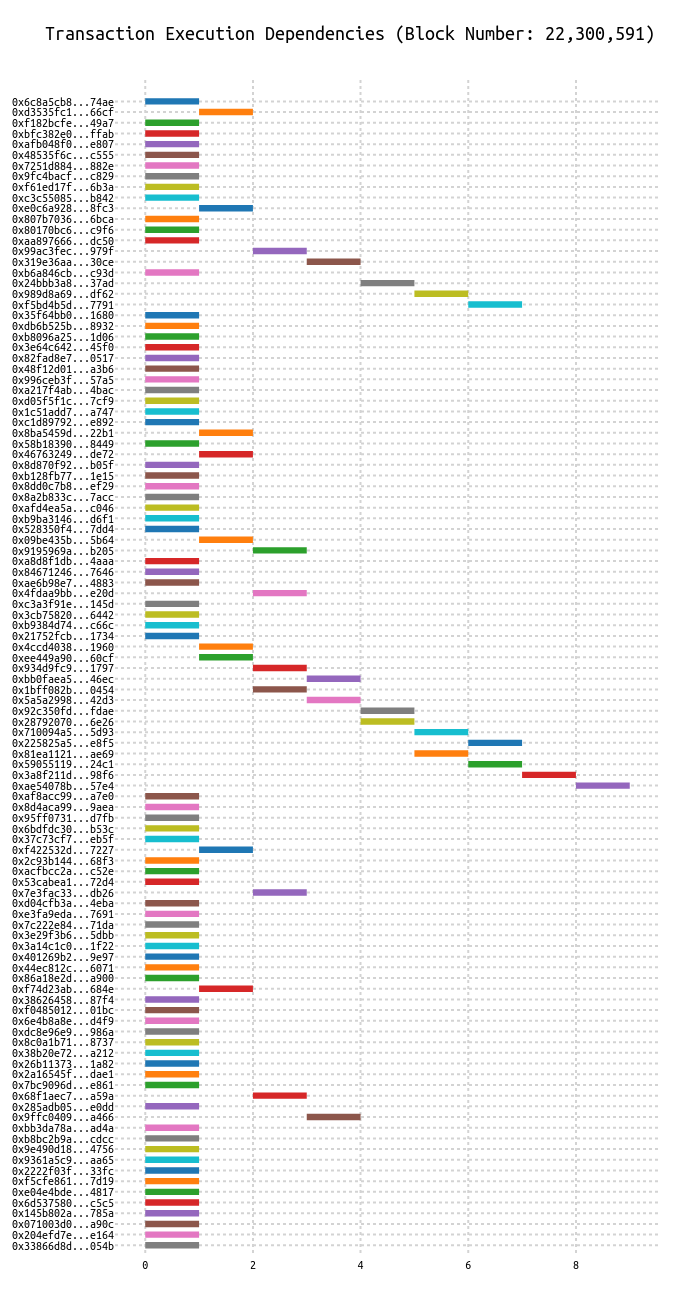 Transaction Execution Dependencies (Block Number: 22,300,591)
0x6c8a5cb8...74ae
0xd3535fc1...66cf
0xf182bcfe...49a7
0xbfc382e0...ffab
0xafb048f0...e807
0x48535f6c...c555
0x7251d884...882e
0x9fc4bacf...c829
0xf61ed17f...6b3a
0xc3c55085...b842
0xe0c6a928...8fc3
0x807b7036...6bca
0x80170bc6...c9f6
0xaa897666...dc50
0x99ac3fec...979f
0x319e36aa...30ce
0xb6a846cb...c93d
0x24bbb3a8...37ad
0x989d8a69...df62
0xf5bd4b5d...7791
0x35f64bb0...1680
0xdb6b525b...8932
0xb8096a25...1d06
0x3e64c642...45f0
0x82fad8e7...0517
0x48f12d01...a3b6
0x996ceb3f...57a5
0xa217f4ab...4bac
0xd05f5f1c...7cf9
0x1c51add7...a747
0xc1d89792...e892
0x8ba5459d...22b1
0x58b18390...8449
0x46763249...de72
0x8d870f92...b05f
0xb128fb77...1e15
0x8dd0c7b8...ef29
0x8a2b833c...7acc
0xafd4ea5a...c046
0xb9ba3146...d6f1
0x528350f4...7dd4
0x09be435b...5b64
0x9195969a...b205
0xa8d8f1db...4aaa
0x84671246...7646
0xae6b98e7...4883
0x4fdaa9bb...e20d
0xc3a3f91e...145d
0x3cb75820...6442
0xb9384d74...c66c
0x21752fcb...1734
0x4ccd4038...1960
0xee449a90...60cf
0x934d9fc9...1797
0xbb0faea5...46ec
0x1bff082b...0454
0x5a5a2998...42d3
0x92c350fd...fdae
0x28792070...6e26
0x710094a5...5d93
0x225825a5...e8f5
0x81ea1121...ae69
0x59055119...24c1
0x3a8f211d...98f6
0xae54078b...57e4
0xaf8acc99...a7e0
0x8d4aca99...9aea
0x95ff0731...d7fb
0x6bdfdc30...b53c
0x37c73cf7...eb5f
0xf422532d...7227
0x2c93b144...68f3
0xacfbcc2a...c52e
0x53cabea1...72d4
0x7e3fac33...db26
0xd04cfb3a...4eba
0xe3fa9eda...7691
0x7c222e84...71da
0x3e29f3b6...5dbb
0x3a14c1c0...1f22
0x401269b2...9e97
0x44ec812c...6071
0x86a18e2d...a900
0xf74d23ab...684e
0x38626458...87f4
0xf0485012...01bc
0x6e4b8a8e...d4f9
0xdc8e96e9...986a
0x8c0a1b71...8737
0x38b20e72...a212
0x26b11373...1a82
0x2a16545f...dae1
0x7bc9096d...e861
0x68f1aec7...a59a
0x285adb05...e0dd
0x9ffc0409...a466
0xbb3da78a...ad4a
0xb8bc2b9a...cdcc
0x9e490d18...4756
0x9361a5c9...aa65
0x2222f03f...33fc
0xf5cfe861...7d19
0xe04e4bde...4817
0x6d537580...c5c5
0x145b802a...785a
0x071003d0...a90c
0x204efd7e...e164
0x33866d8d...054b
0 2 4 6 8